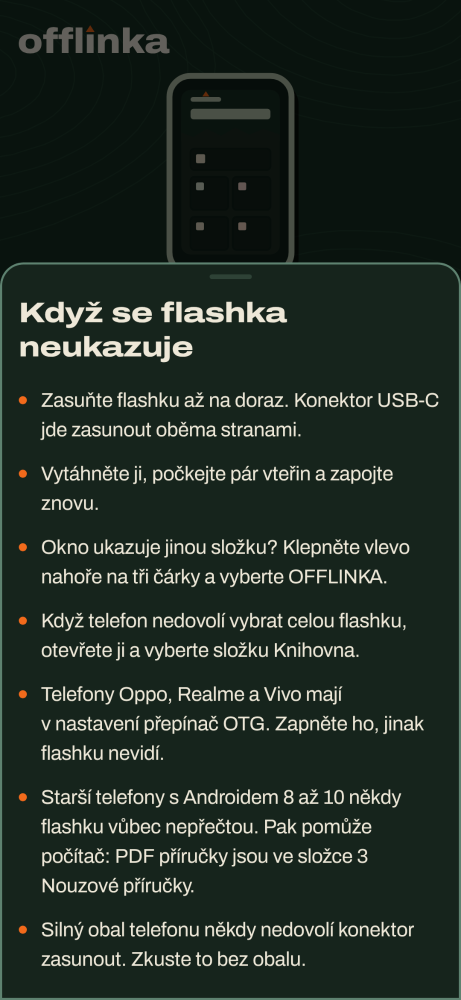 offlinka
Když se flashka
neukazuje
Zasuňte flashku až na doraz. Konektor USB-C
jde zasunout oběma stranami.
Vytáhněte ji, počkejte pár vteřin a zapojte
znovu.
Okno ukazuje jinou složku? Klepněte vlevo
nahoře na tři čárky a vyberte OFFLINKA.
Když telefon nedovolí vybrat celou flashku,
otevřete ji a vyberte složku Knihovna.
Telefony Oppo, Realme a Vivo mají
v nastavení přepínač OTG. Zapněte ho, jinak
flashku nevidí.
Starší telefony s Androidem 8 až 10 někdy
flashku vůbec nepřečtou. Pak pomůže
počítač: PDF příručky jsou ve složce 3
Nouzové příručky.
Silný obal telefonu někdy nedovolí konektor
zasunout. Zkuste to bez obalu.